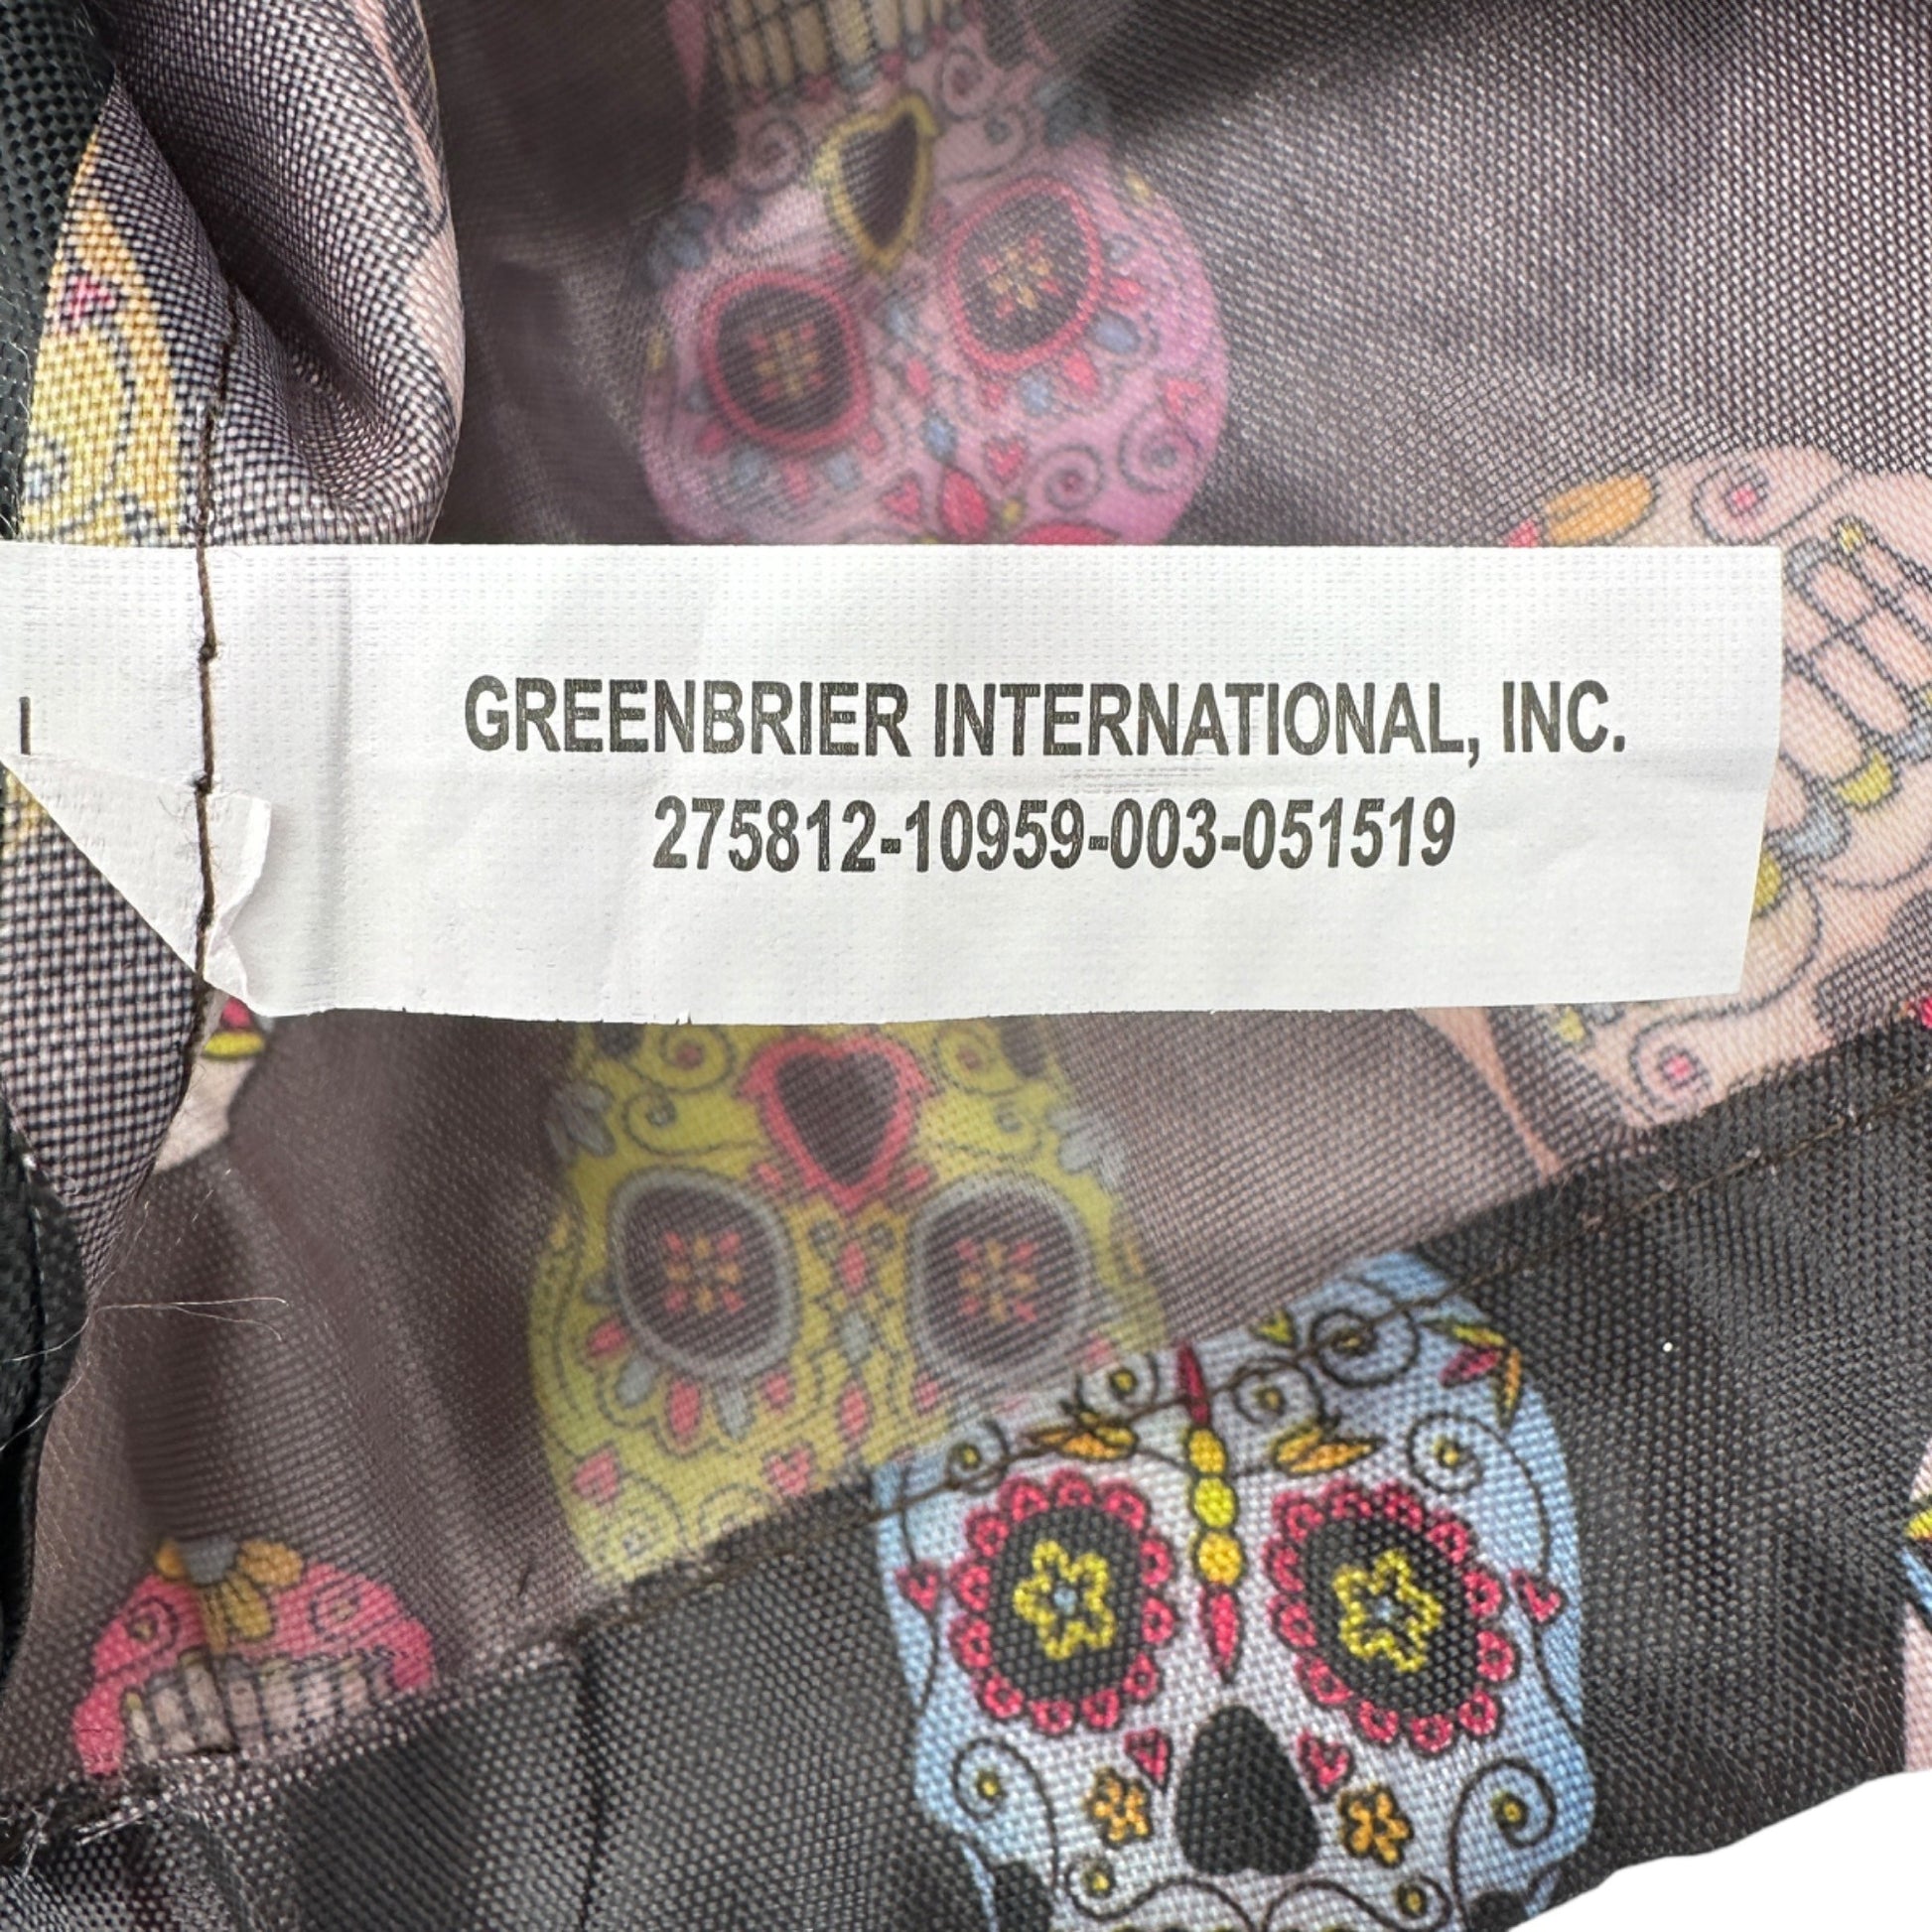 GREENBRIER INTERNATIONAL, INC.
275812-10959-003-051519